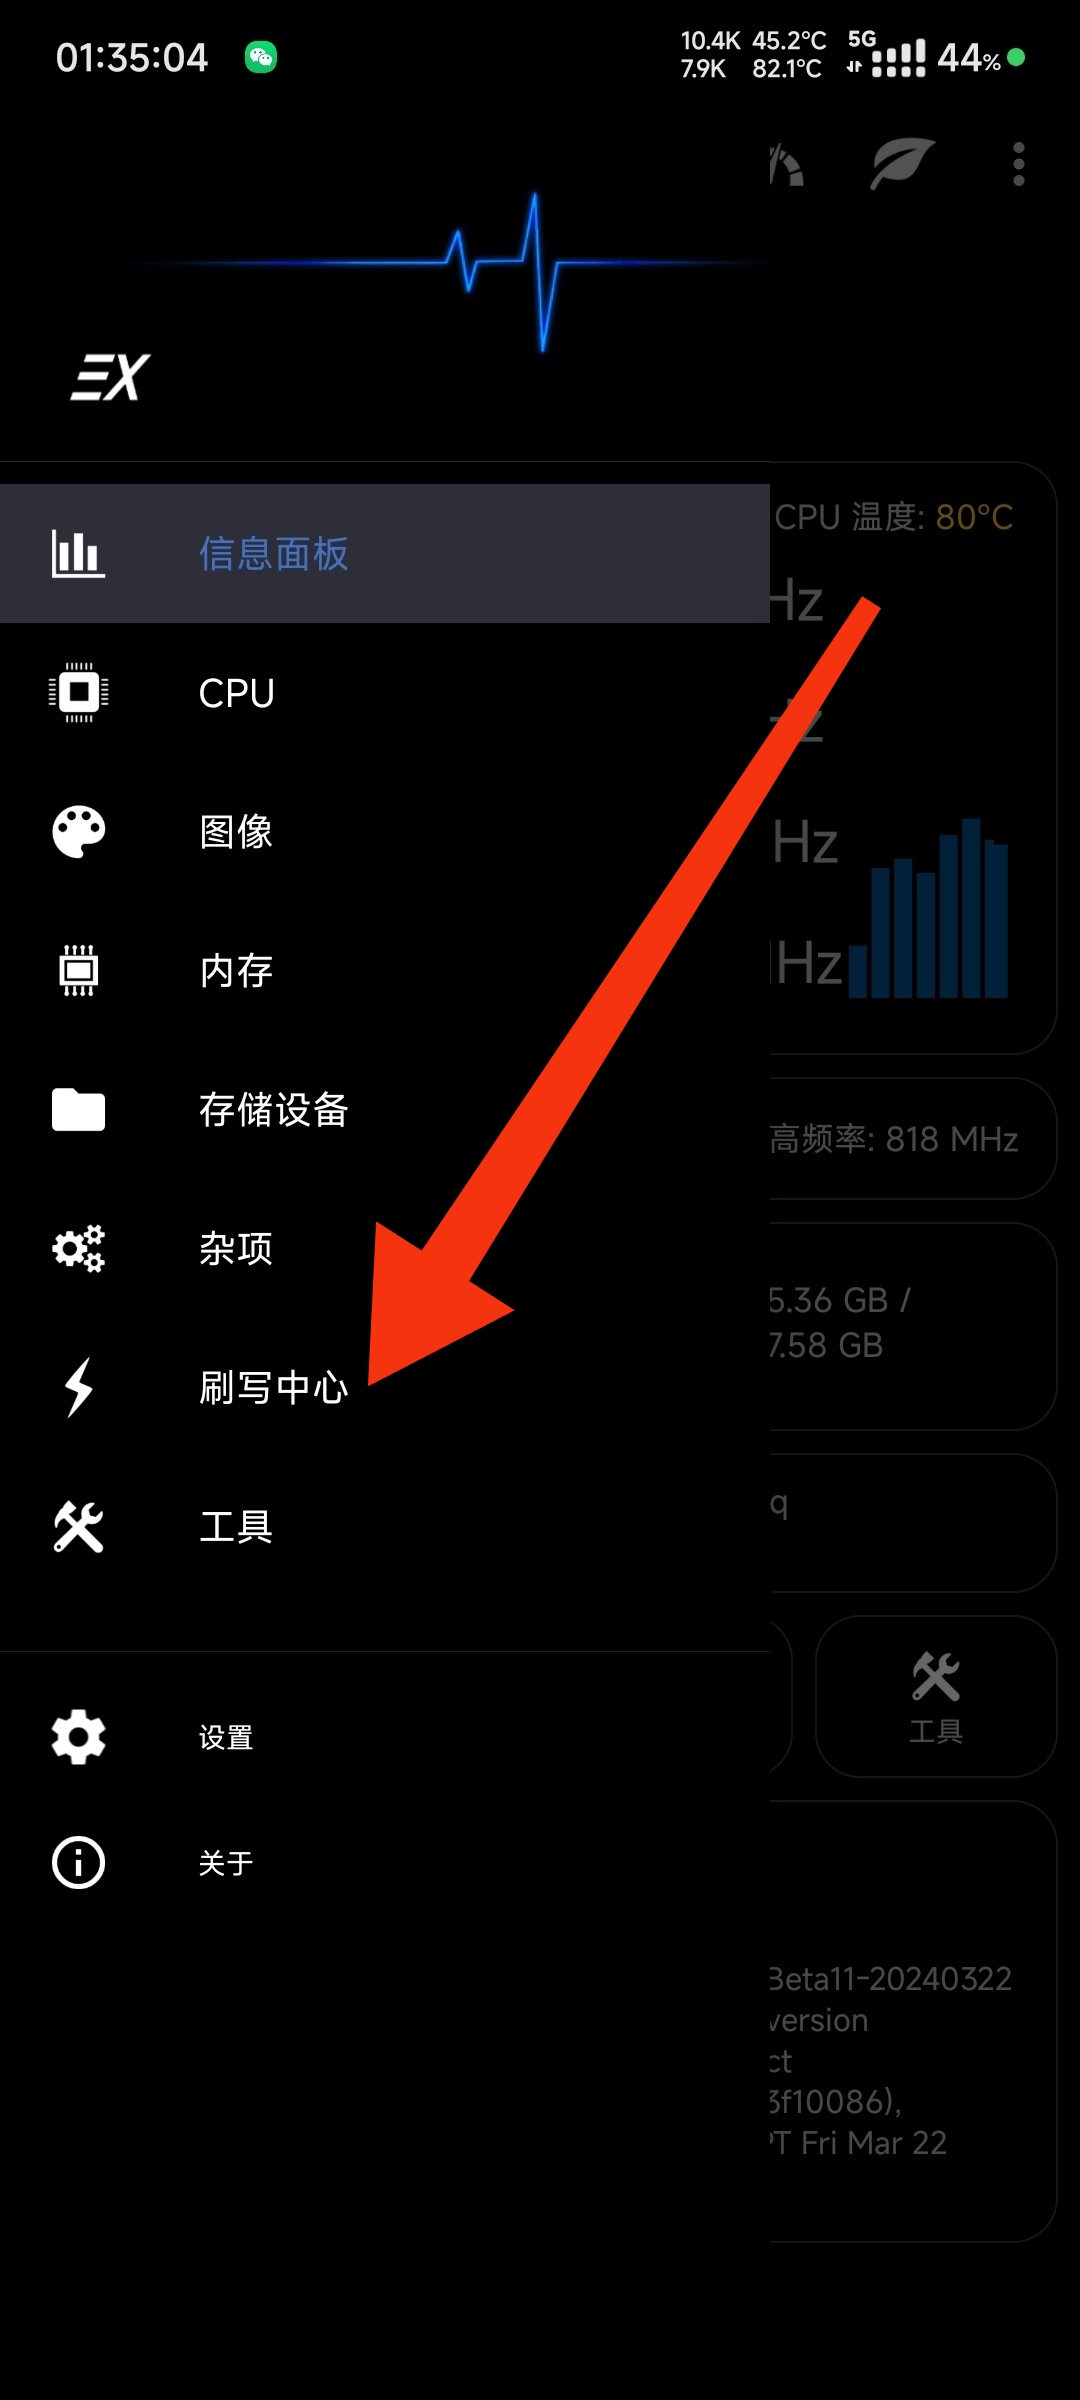 01:35:04
10.4K 45.2°C 5G 44%
7.9K 82.1°C
EX
信息面板
CPU 温度: 80°C
Hz
CPU
Hz
图像
Hz
内存
Hz
存储设备
高频率: 818 MHz
杂项
5.36 GB /
7.58 GB
刷写中心
q
工具
工具
设置
关于
Beta11-20240322
version
ct
3f10086),
PT Fri Mar 22